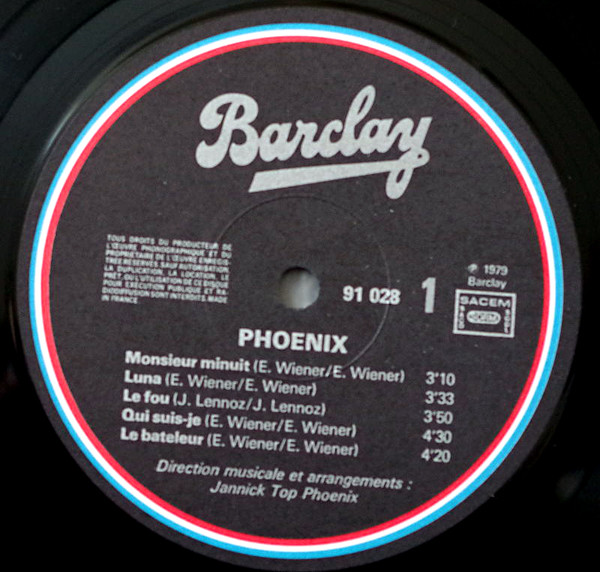 Barclay
TOUS DROITS DU PRODUCTEUR DE
L'ŒUVRE PHONOGRAPHIQUE ET DU
PROPRIETAIRE DE L'ŒUVRE ENREGIS-
TREE RESERVES. SAUF AUTORISATION,
LA DUPLICATION, LA LOCATION, LE
PRET, OU L'UTILISATION DE CE DISQUE
POUR EXECUTION PUBLIQUE ET RA-
DIODIFFUSION SONT INTERDITS. MADE
IN FRANCE
91 028
1
℗ 1979
Barclay
SACEM
PHOENIX
Monsieur minuit (E. Wiener/E. Wiener) 3'10
Luna (E. Wiener/E. Wiener) 3'33
Le fou (J. Lennoz/J. Lennoz) 3'50
Qui suis-je (E. Wiener/E. Wiener) 4'30
Le bateleur (E. Wiener/E. Wiener) 4'20
Direction musicale et arrangements :
Jannick Top Phoenix